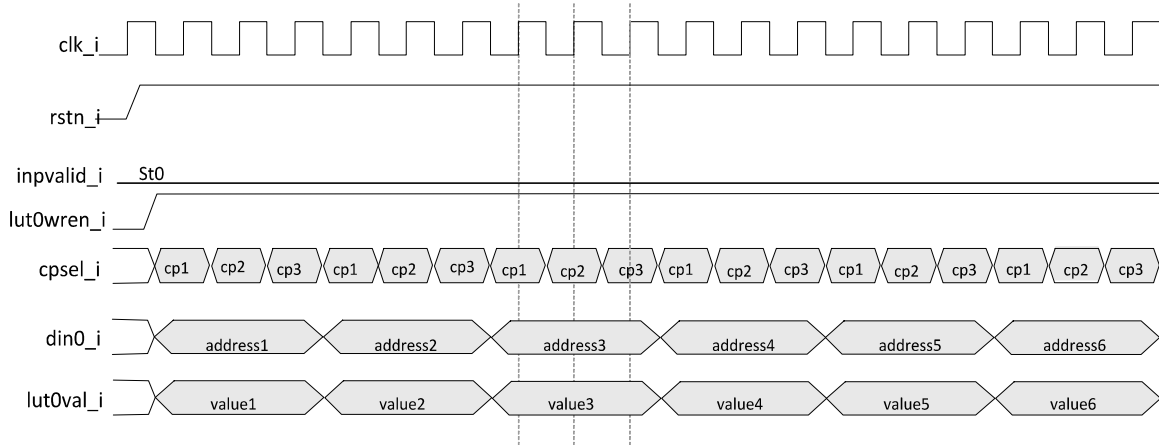 clk_i
rstn_i
inpvalid_i St0
lut0wren_i
cpsel_i cp1 cp2 cp3 cp1 cp2 cp3 cp1 cp2 cp3 cp1 cp2 cp3 cp1 cp2 cp3 cp1 cp2 cp3
din0_i address1 address2 address3 address4 address5 address6
lut0val_i value1 value2 value3 value4 value5 value6